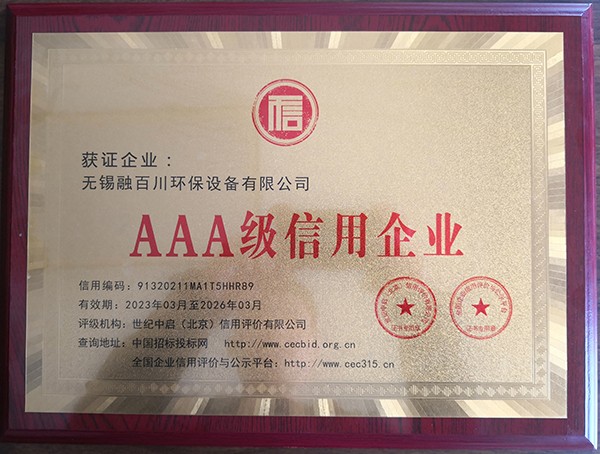 信
获证企业：
无锡融百川环保设备有限公司
AAA级信用企业
信用编码：91320211MA1T5HHR89
有效期：2023年03月至2026年03月
评级机构：世纪中启（北京）信用评价有限公司
查询地址：中国招标投标网 http://www.cecbid.org.cn
全国企业信用评价与公示平台：http://www.cec315.cn